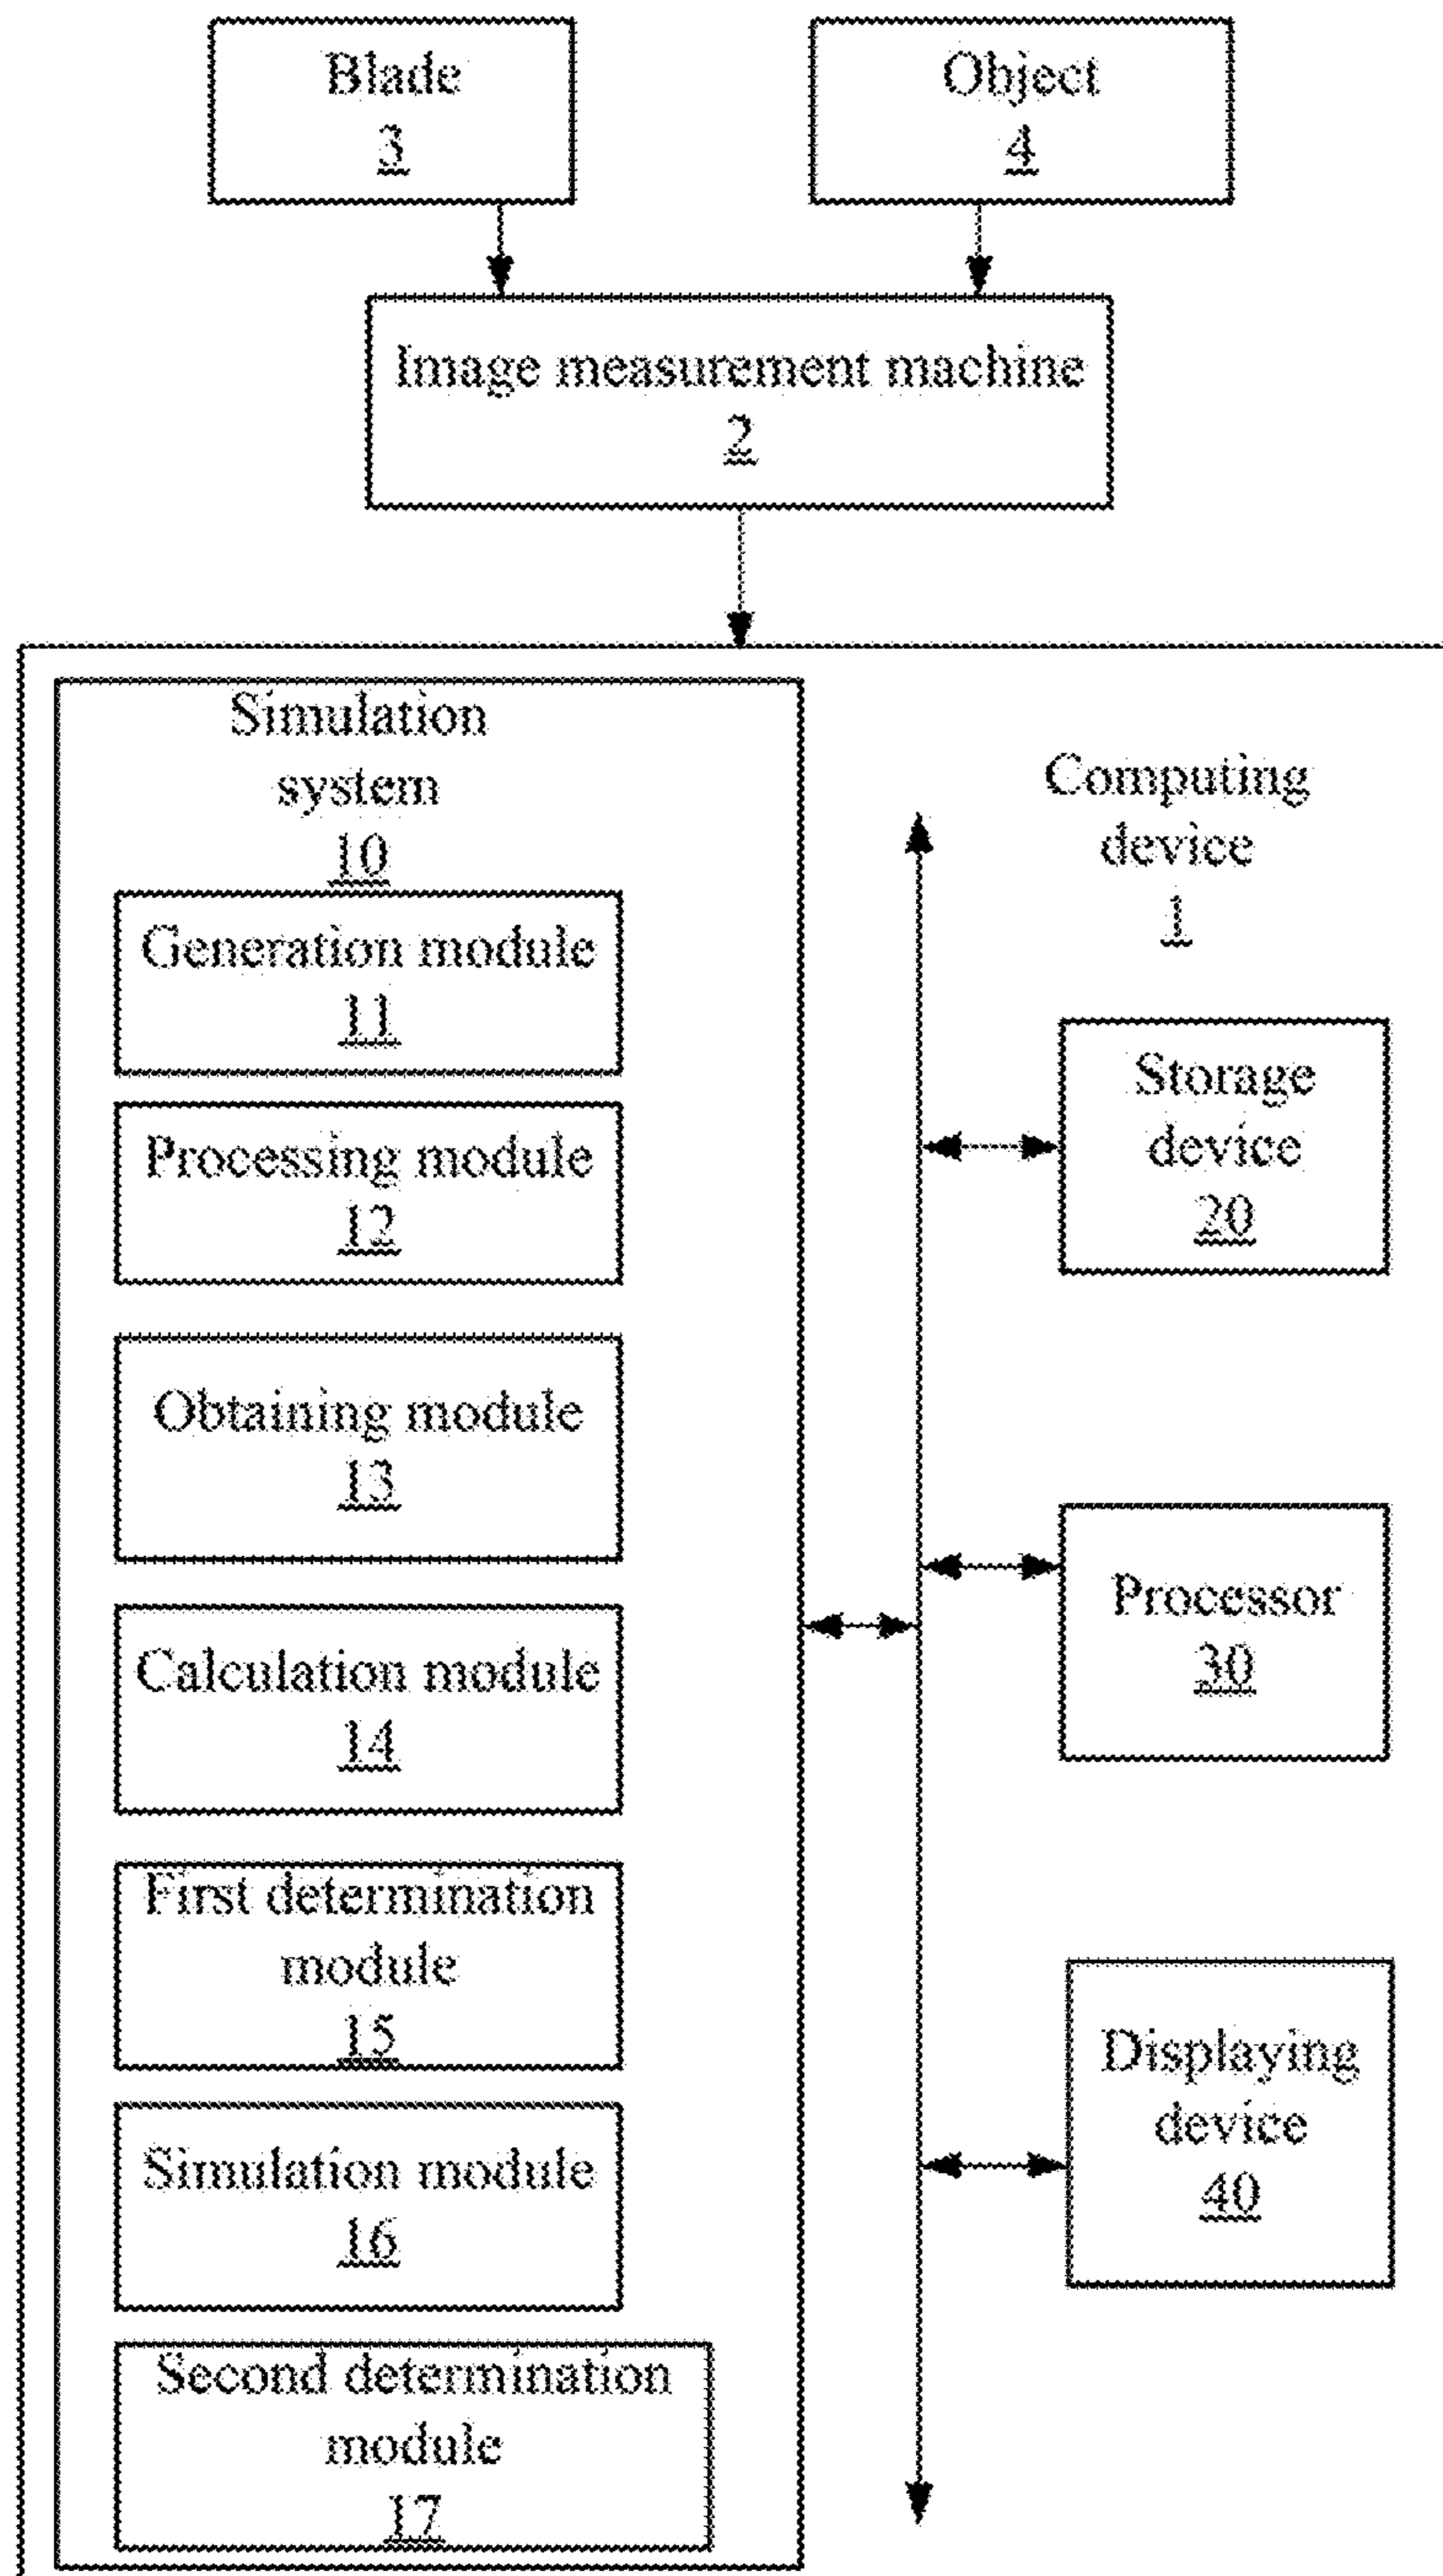 Blade
3
Object
4
Image measurement machine
2
Simulation
system
10
Generation module
11
Processing module
12
Obtaining module
13
Calculation module
14
First determination
module
15
Simulation module
16
Second determination
module
17
Computing
device
1
Storage
device
20
Processor
30
Displaying
device
40